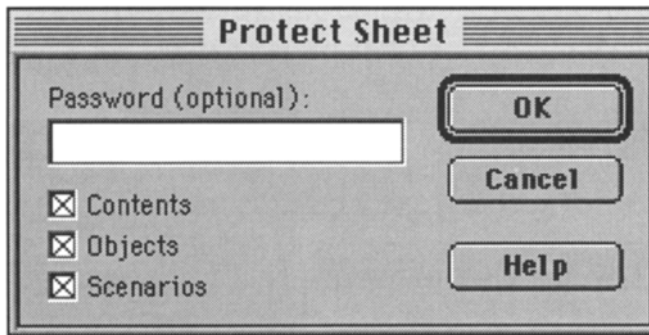 Protect Sheet
Password (optional):
OK
Cancel
Contents
Objects
Scenarios
Help